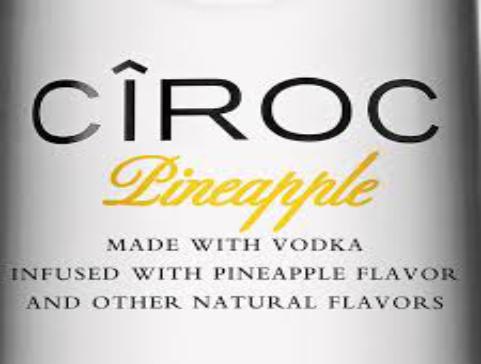 CÎROC
Pineapple
MADE WITH VODKA
INFUSED WITH PINEAPPLE FLAVOR
AND OTHER NATURAL FLAVORS